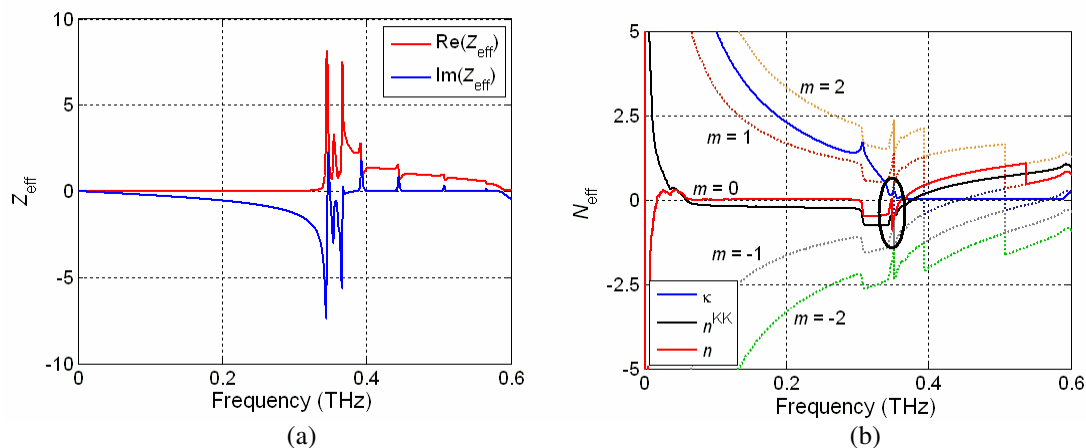 10
5
0
-5
-10
Z_eff
0
0.2
0.4
0.6
Frequency (THz)
Re(Z_eff)
Im(Z_eff)
(a)
5
2.5
0
-2.5
-5
N_eff
0
0.2
0.4
0.6
Frequency (THz)
m = 2
m = 1
m = 0
m = -1
m = -2
κ
n^KK
n
(b)